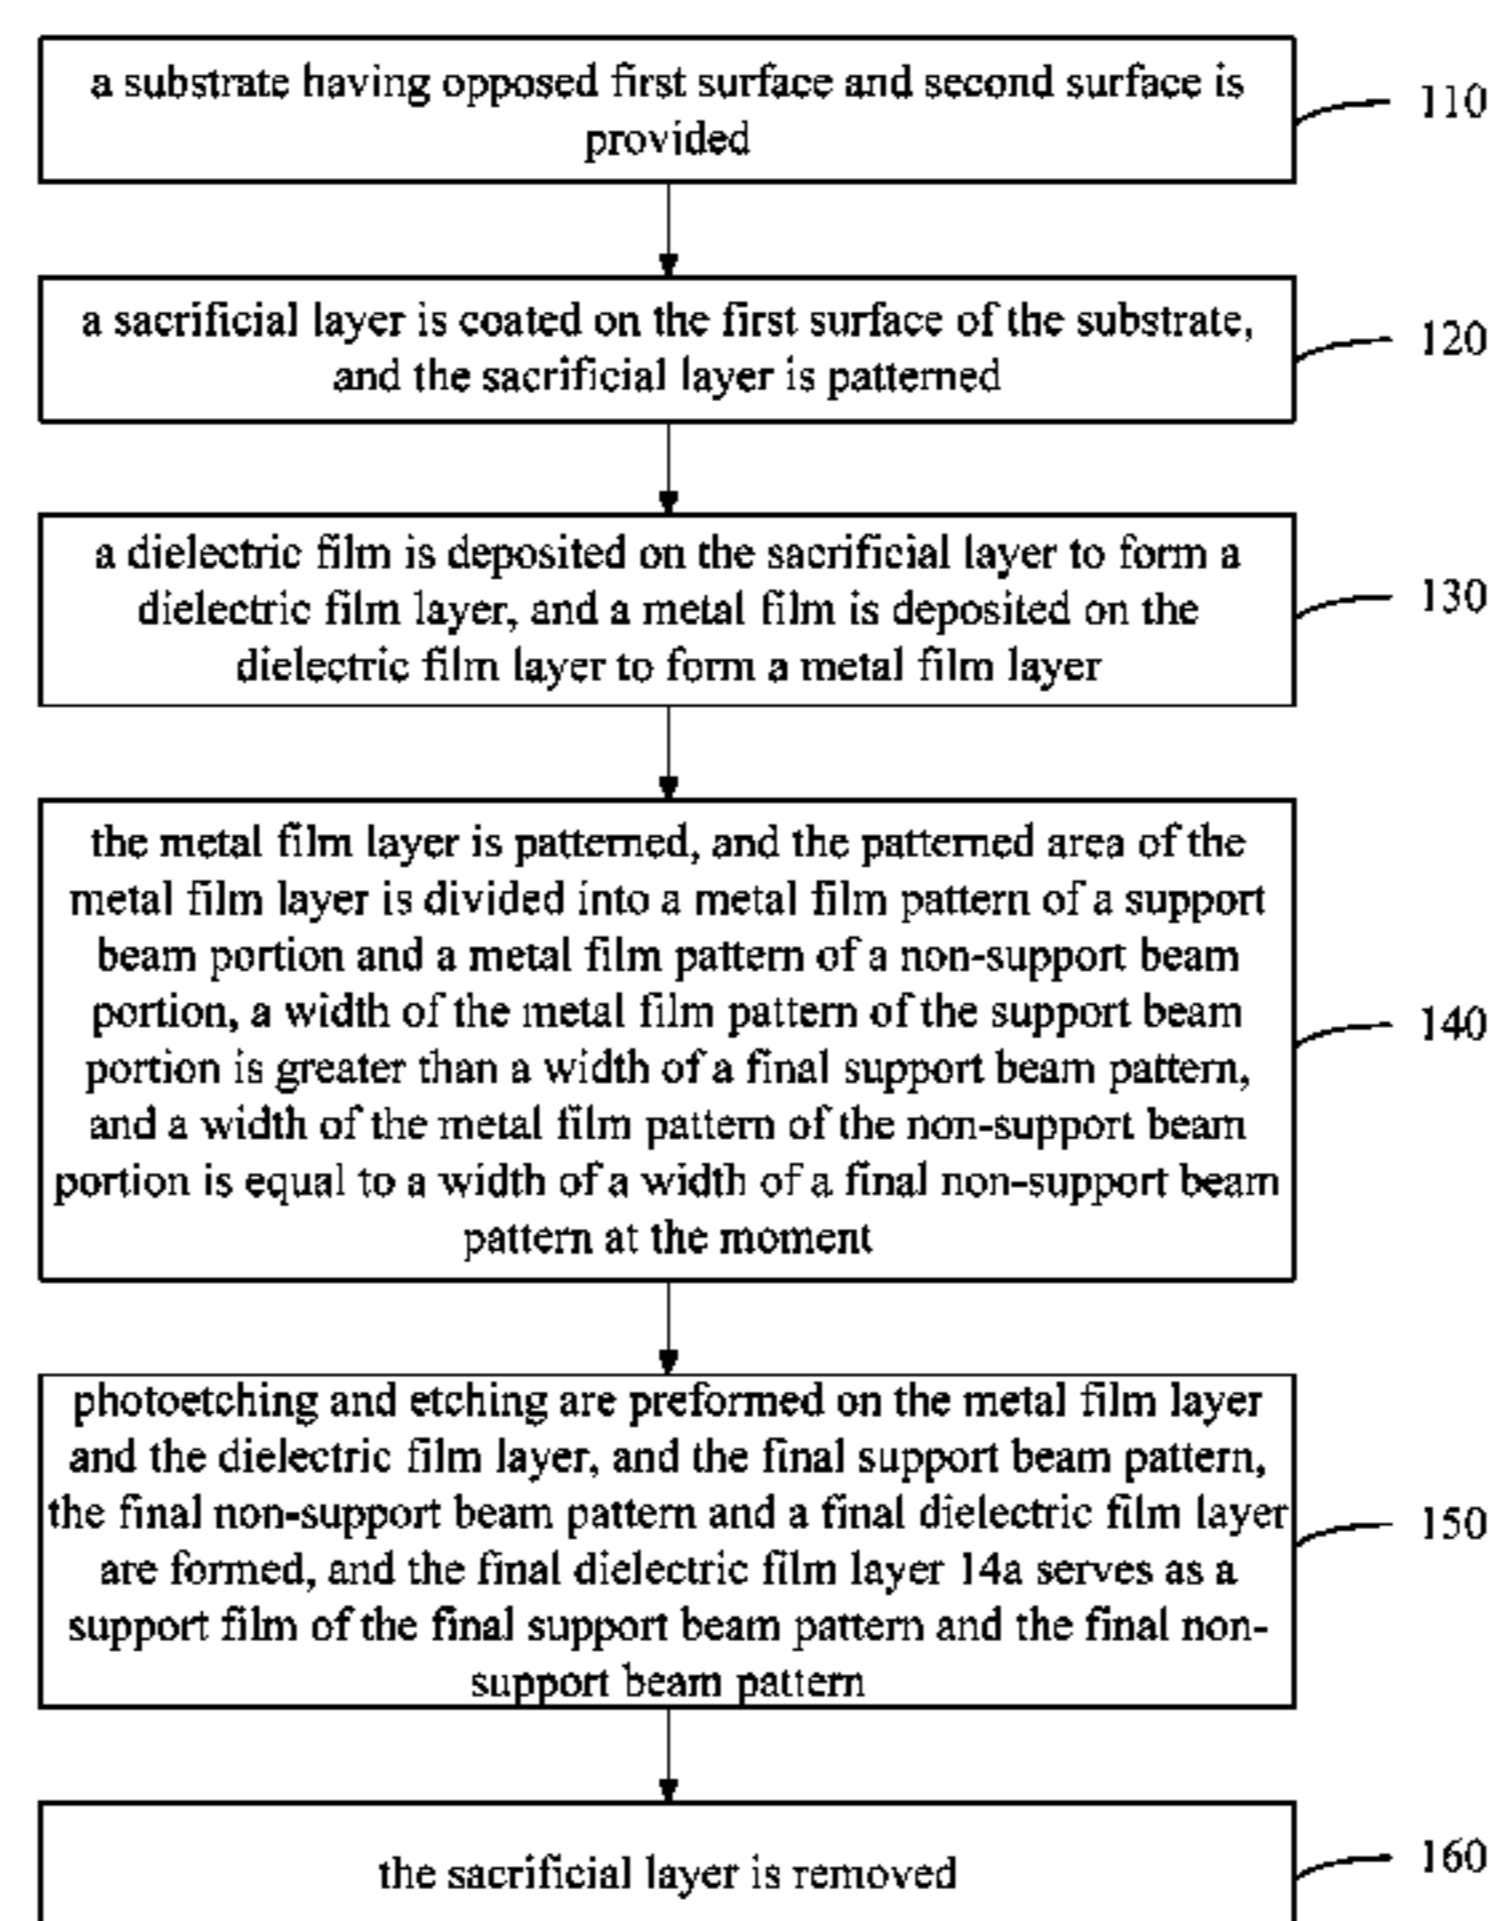 a substrate having opposed first surface and second surface is
provided
110
a sacrificial layer is coated on the first surface of the substrate,
and the sacrificial layer is patterned
120
a dielectric film is deposited on the sacrificial layer to form a
dielectric film layer, and a metal film is deposited on the
dielectric film layer to form a metal film layer
130
the metal film layer is patterned, and the patterned area of the
metal film layer is divided into a metal film pattern of a support
beam portion and a metal film pattern of a non-support beam
portion, a width of the metal film pattern of the support beam
portion is greater than a width of a final support beam pattern,
and a width of the metal film pattern of the non-support beam
portion is equal to a width of a width of a final non-support beam
pattern at the moment
140
photoetching and etching are preformed on the metal film layer
and the dielectric film layer, and the final support beam pattern,
the final non-support beam pattern and a final dielectric film layer
are formed, and the final dielectric film layer 14a serves as a
support film of the final support beam pattern and the final non-
support beam pattern
150
the sacrificial layer is removed
160